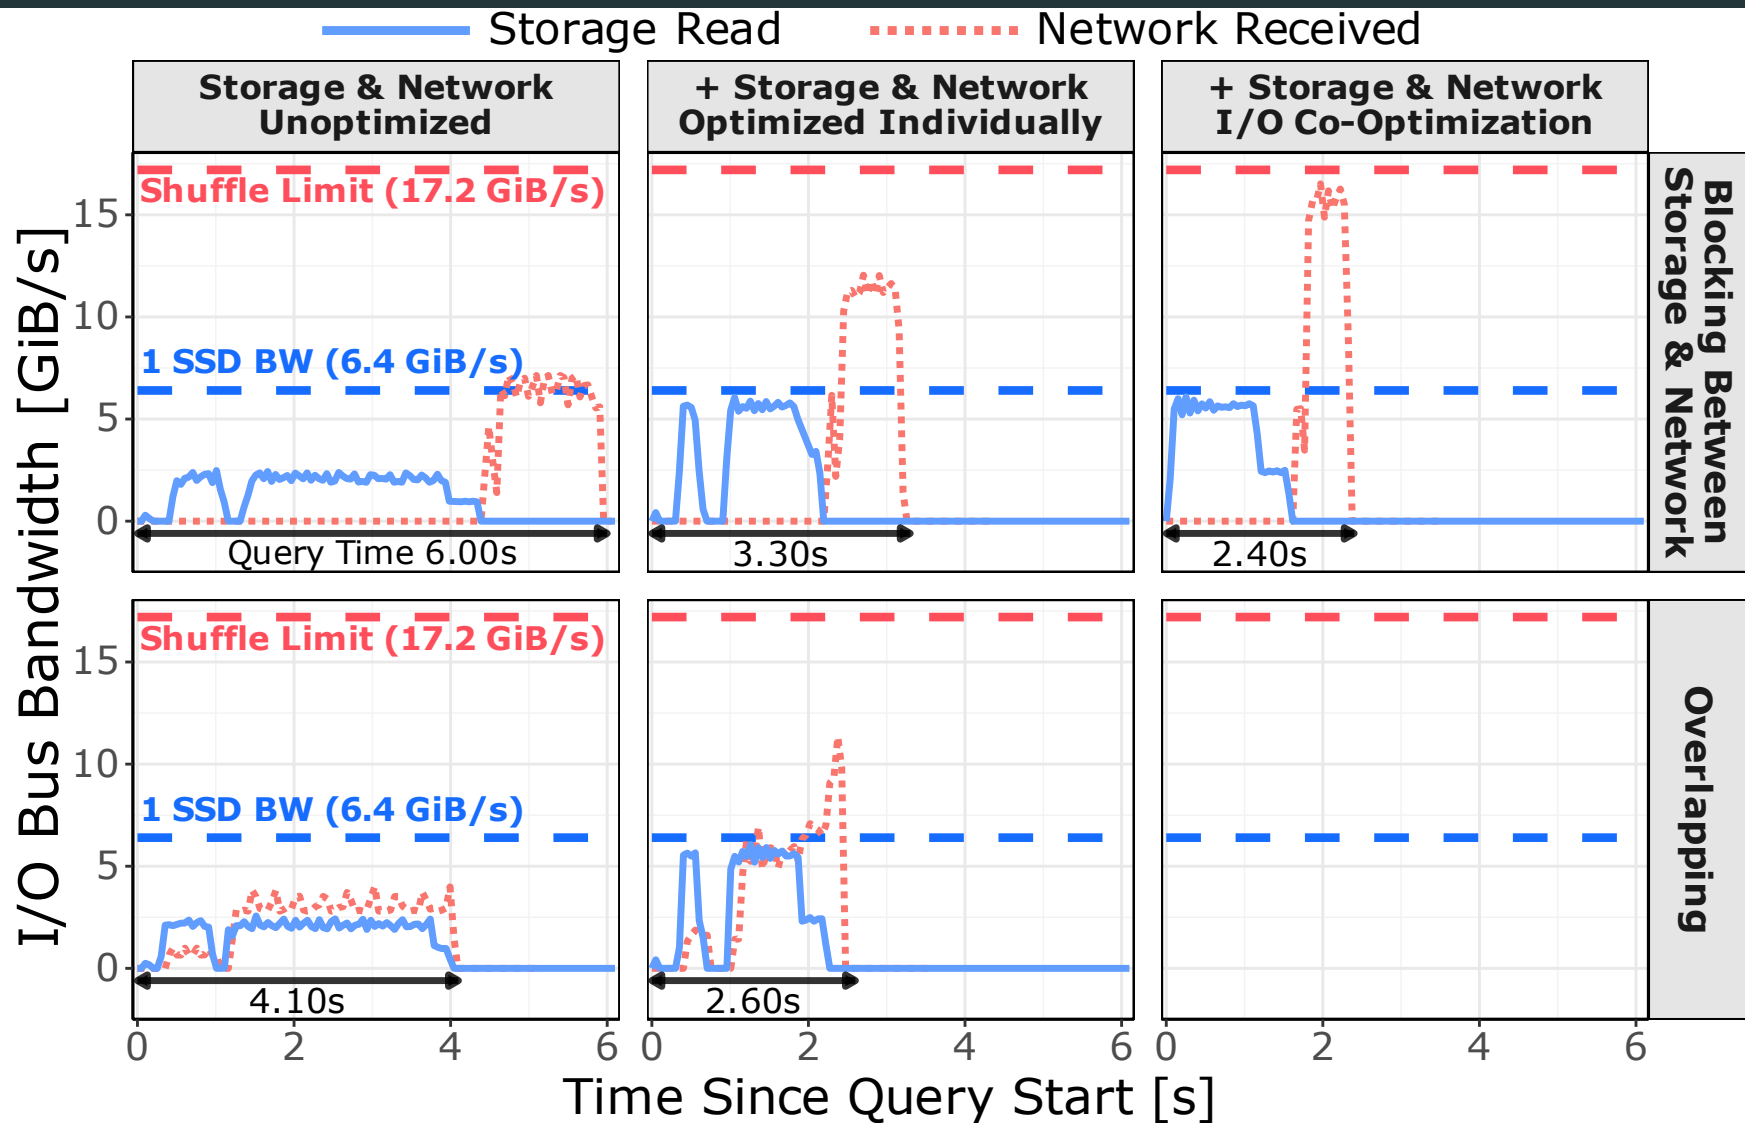 Storage Read
Network Received
Storage & Network
Unoptimized
+ Storage & Network
Optimized Individually
+ Storage & Network
I/O Co-Optimization
I/O Bus Bandwidth [GiB/s]
15
10
5
0
Shuffle Limit (17.2 GiB/s)
1 SSD BW (6.4 GiB/s)
Query Time 6.00s
3.30s
2.40s
Blocking Between
Storage & Network
15
10
5
0
Shuffle Limit (17.2 GiB/s)
1 SSD BW (6.4 GiB/s)
4.10s
2.60s
Overlapping
0
2
4
6
0
2
4
6
0
2
4
6
Time Since Query Start [s]